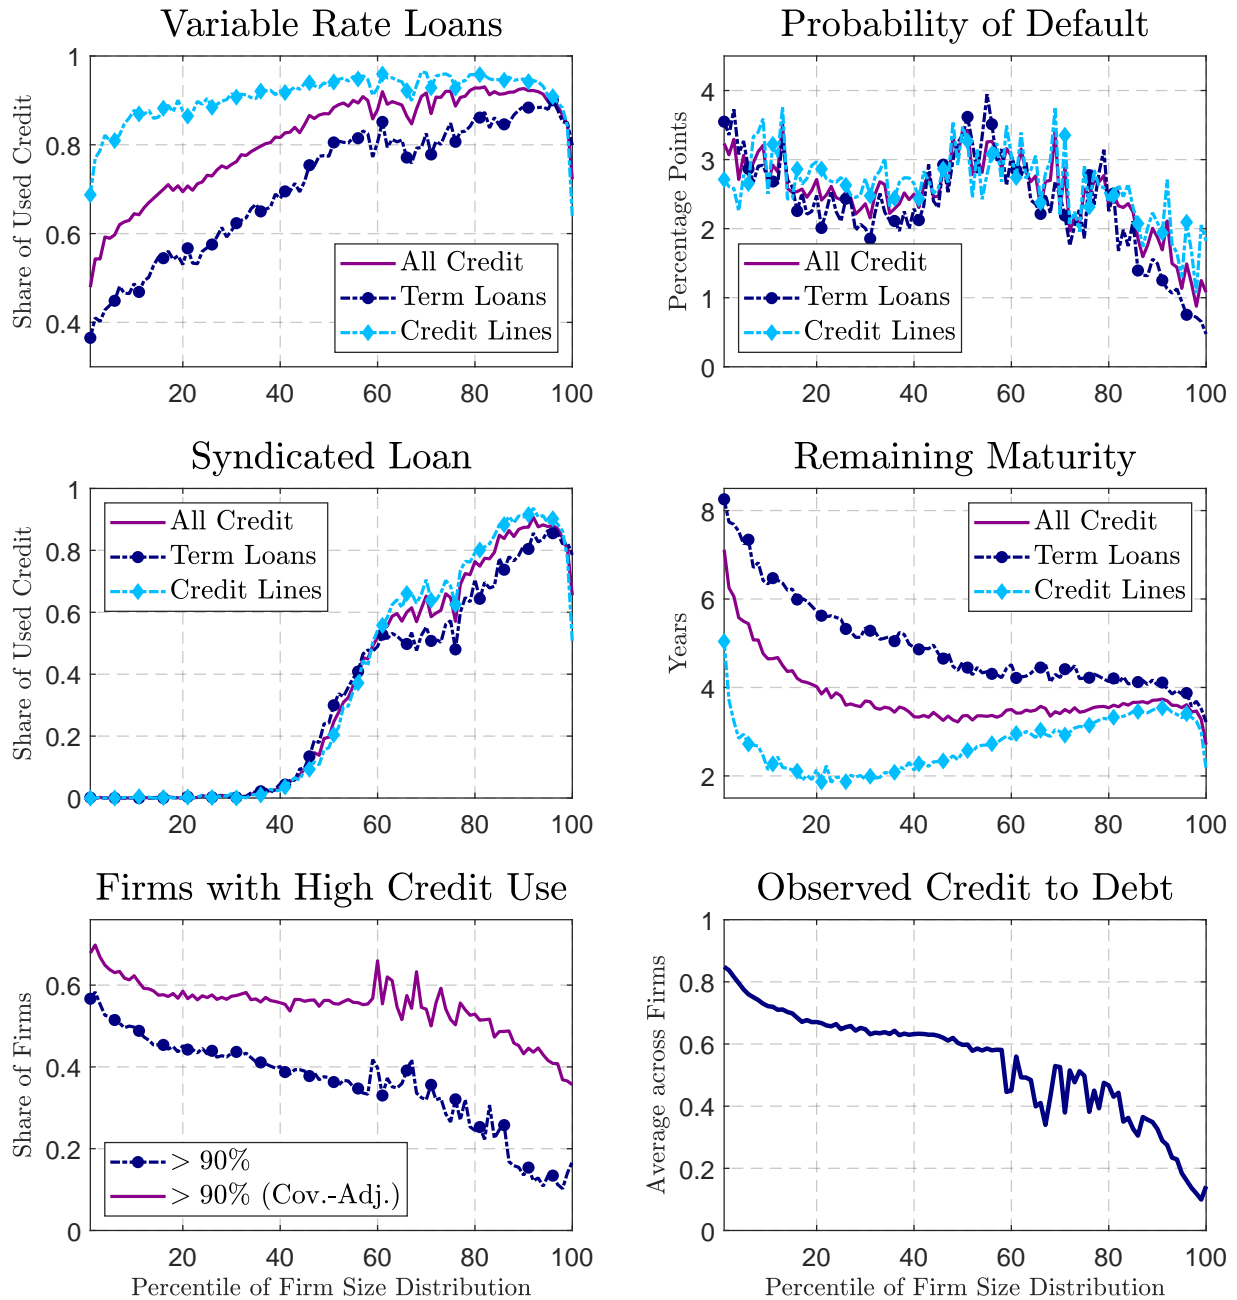 Variable Rate Loans
Share of Used Credit
1
0.8
0.6
0.4
All Credit
Term Loans
Credit Lines
20 40 60 80 100
Probability of Default
Percentage Points
4
3
2
1
0
All Credit
Term Loans
Credit Lines
20 40 60 80 100
Syndicated Loan
Share of Used Credit
1
0.8
0.6
0.4
0.2
0
All Credit
Term Loans
Credit Lines
20 40 60 80 100
Remaining Maturity
Years
8
6
4
2
All Credit
Term Loans
Credit Lines
20 40 60 80 100
Firms with High Credit Use
Share of Firms
0.6
0.4
0.2
0
> 90%
> 90% (Cov.-Adj.)
20 40 60 80 100
Percentile of Firm Size Distribution
Observed Credit to Debt
Average across Firms
1
0.8
0.6
0.4
0.2
0
20 40 60 80 100
Percentile of Firm Size Distribution